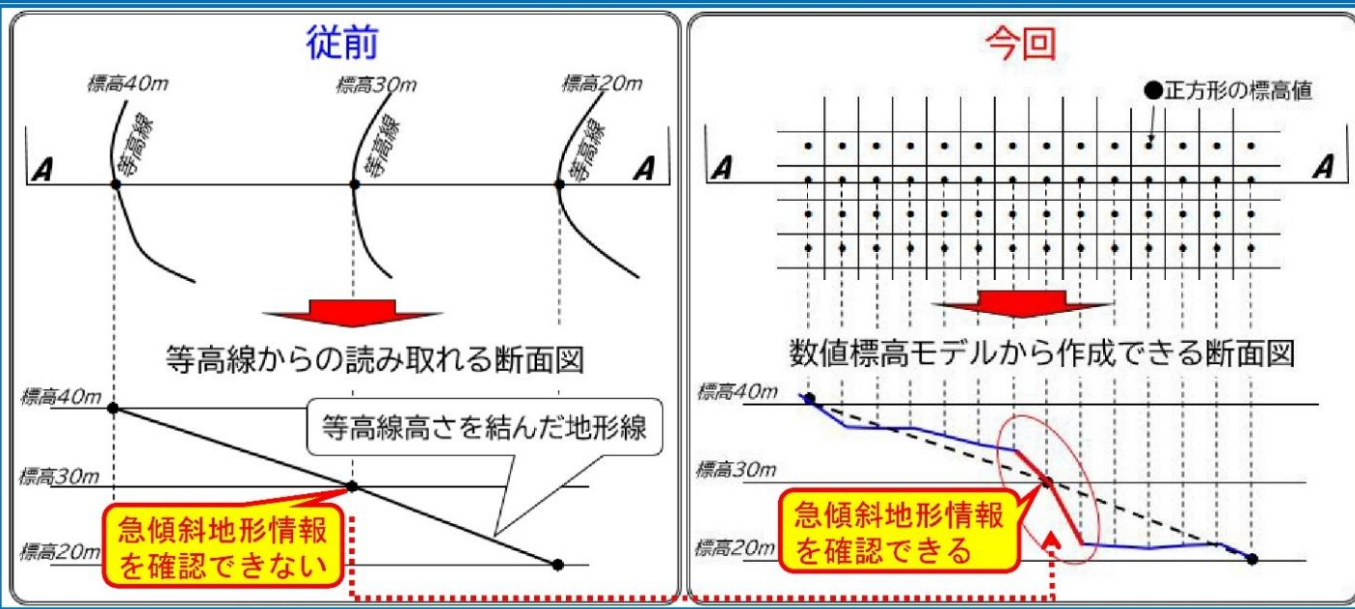 従前
標高40m
標高30m
標高20m
等高線
等高線
等高線
A
A
等高線からの読み取れる断面図
標高40m
等高線高さを結んだ地形線
標高30m
急傾斜地形情報
を確認できない
標高20m
今回
●正方形の標高値
A
A
数値標高モデルから作成できる断面図
標高40m
標高30m
急傾斜地形情報
を確認できる
標高20m